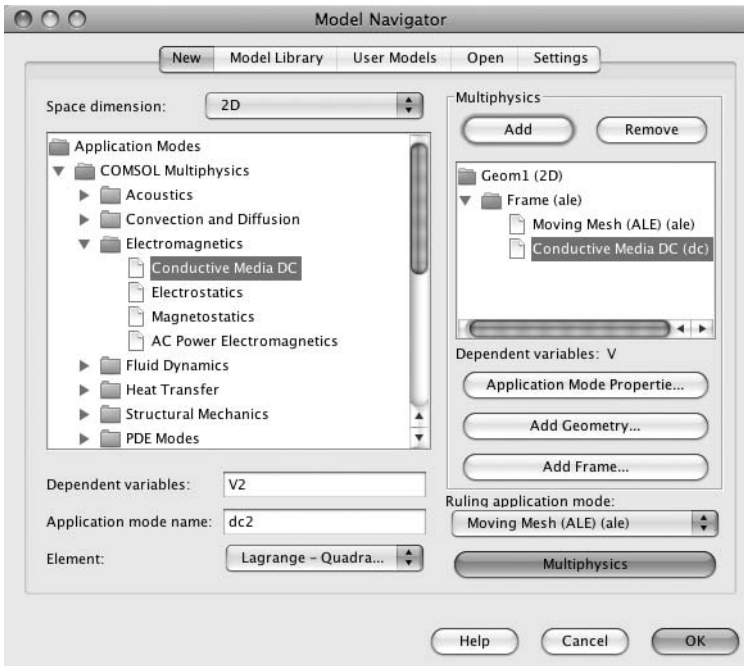 Model Navigator
New
Model Library
User Models
Open
Settings
Space dimension:
2D
Application Modes
COMSOL Multiphysics
Acoustics
Convection and Diffusion
Electromagnetics
Conductive Media DC
Electrostatics
Magnetostatics
AC Power Electromagnetics
Fluid Dynamics
Heat Transfer
Structural Mechanics
PDE Modes
Dependent variables:
V2
Application mode name:
dc2
Element:
Lagrange – Quadra...
Multiphysics
Add
Remove
Geom1 (2D)
Frame (ale)
Moving Mesh (ALE) (ale)
Conductive Media DC (dc)
Dependent variables: V
Application Mode Propertie...
Add Geometry...
Add Frame...
Ruling application mode:
Moving Mesh (ALE) (ale)
Multiphysics
Help
Cancel
OK